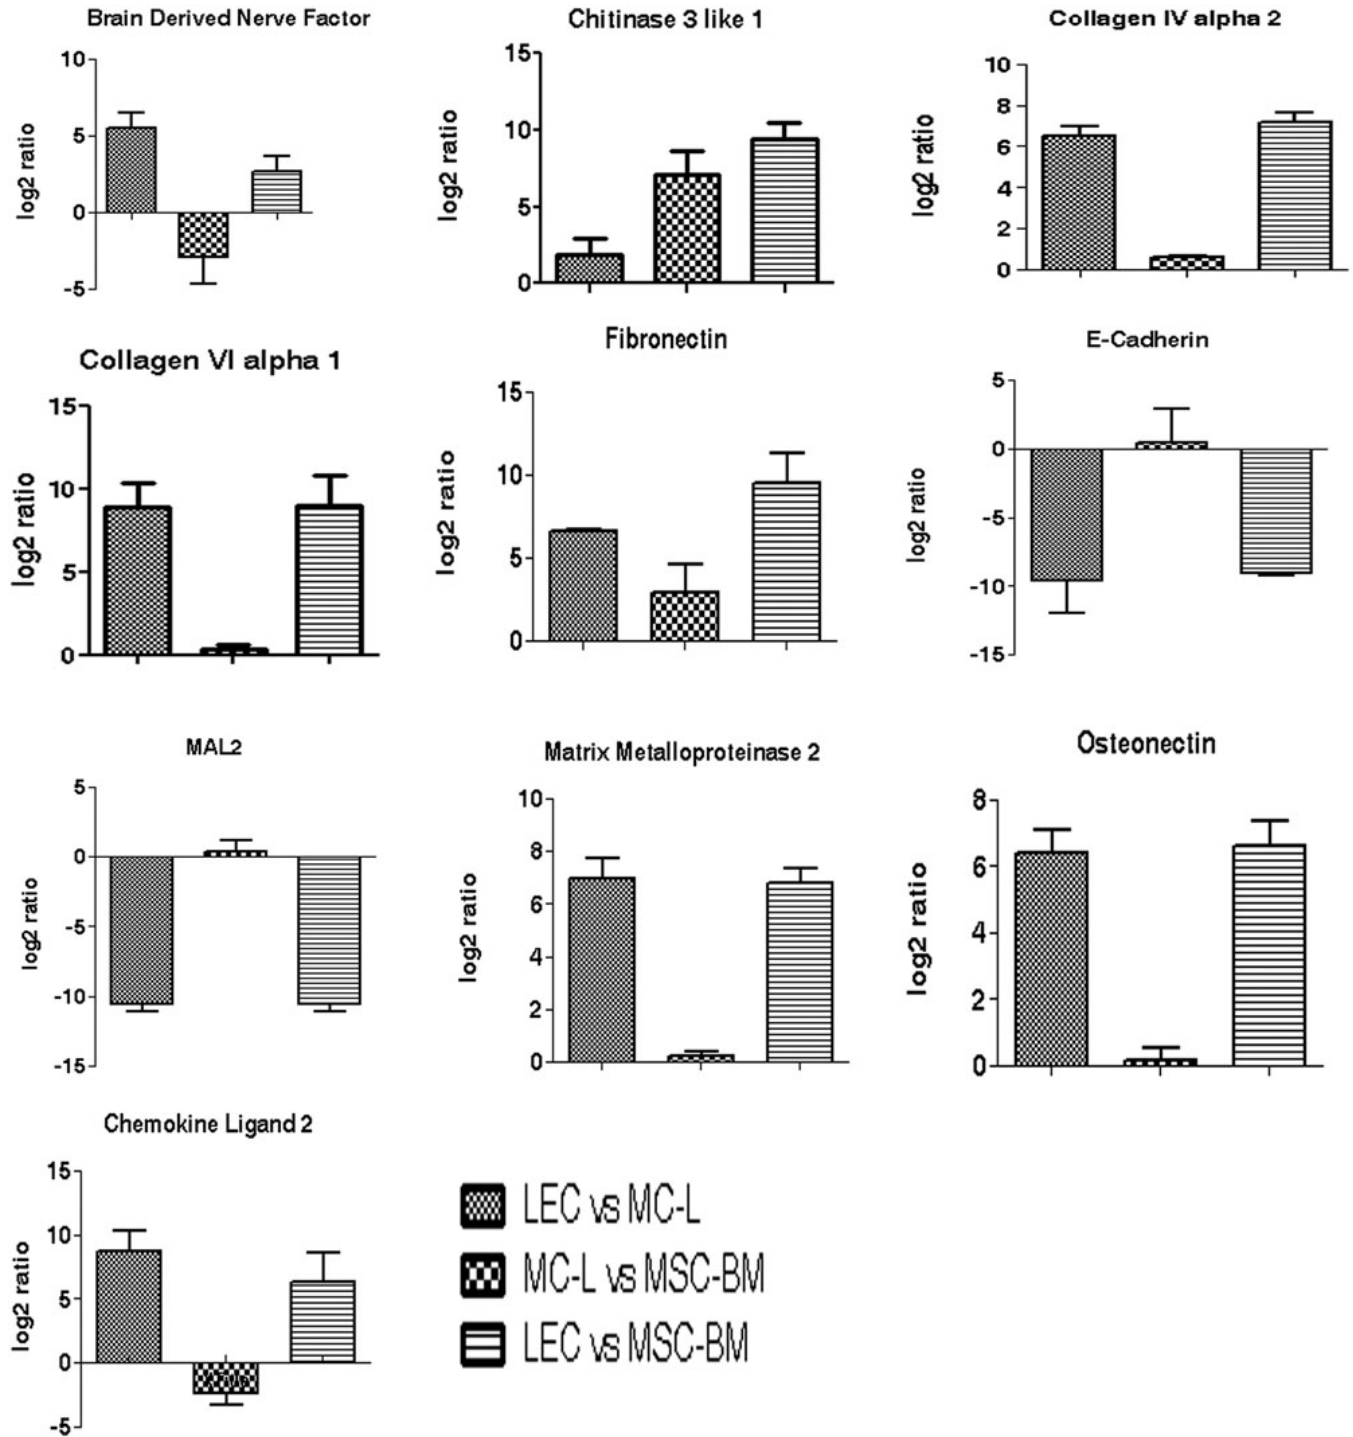 Brain Derived Nerve Factor
10
5
0
-5
log2 ratio
Chitinase 3 like 1
15
10
5
0
log2 ratio
Collagen IV alpha 2
10
8
6
4
2
0
log2 ratio
Collagen VI alpha 1
15
10
5
0
log2 ratio
Fibronectin
15
10
5
0
log2 ratio
E-Cadherin
5
0
-5
-10
-15
log2 ratio
MAL2
5
0
-5
-10
-15
log2 ratio
Matrix Metalloproteinase 2
10
8
6
4
2
0
log2 ratio
Osteonectin
8
6
4
2
0
log2 ratio
Chemokine Ligand 2
15
10
5
0
-5
log2 ratio
LEC vs MC-L
MC-L vs MSC-BM
LEC vs MSC-BM